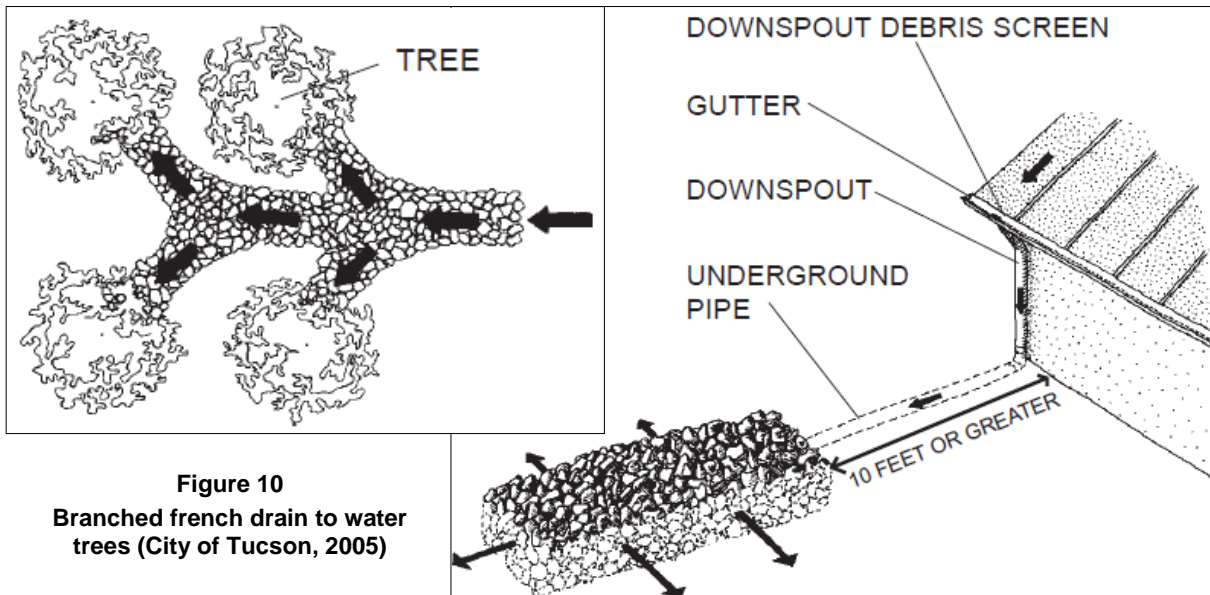 TREE
Figure 10
Branched french drain to water
trees (City of Tucson, 2005)
DOWNSPOUT DEBRIS SCREEN
GUTTER
DOWNSPOUT
UNDERGROUND
PIPE
10 FEET OR GREATER